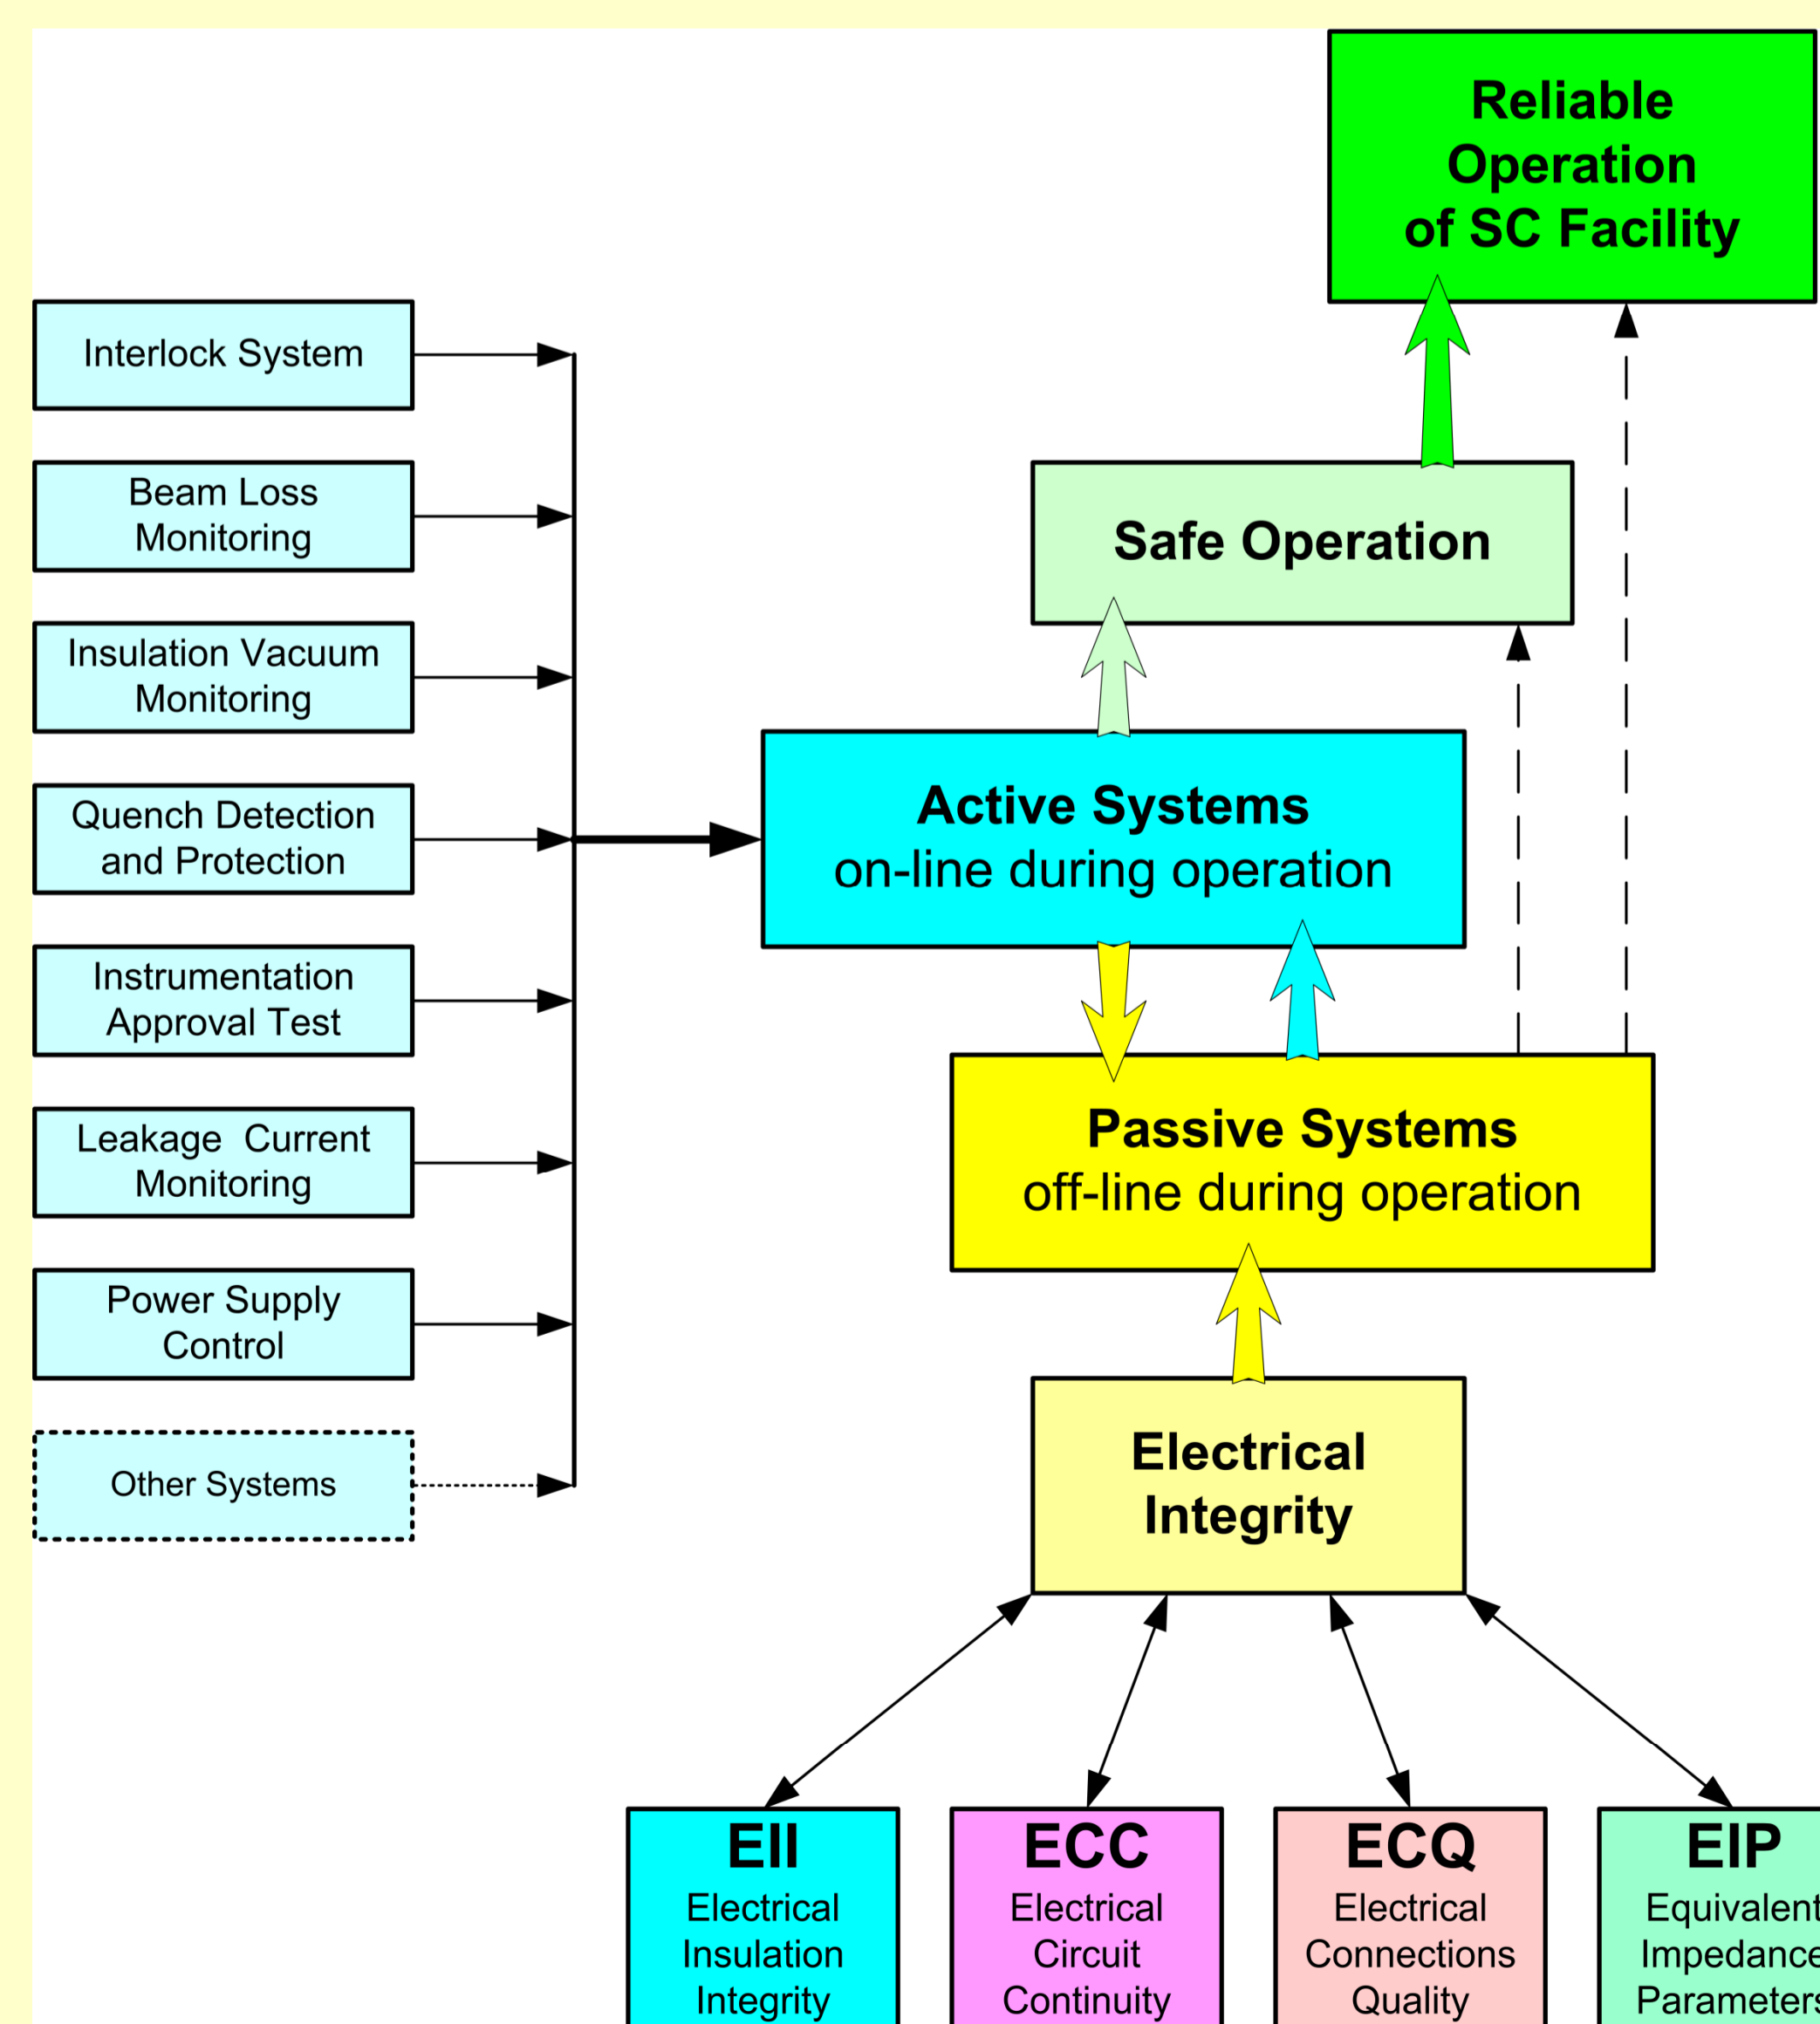 Reliable
Operation
of SC Facility
Interlock System
Beam Loss
Monitoring
Safe Operation
Insulation Vacuum
Monitoring
Quench Detection
and Protection
Active Systems
on-line during operation
Instrumentation
Approval Test
Leakage Current
Monitoring
Passive Systems
off-line during operation
Power Supply
Control
Other Systems
Electrical
Integrity
EII
Electrical
Insulation
Integrity
ECC
Electrical
Circuit
Continuity
ECQ
Electrical
Connections
Quality
EIP
Equivalent
Impedance
Parameters